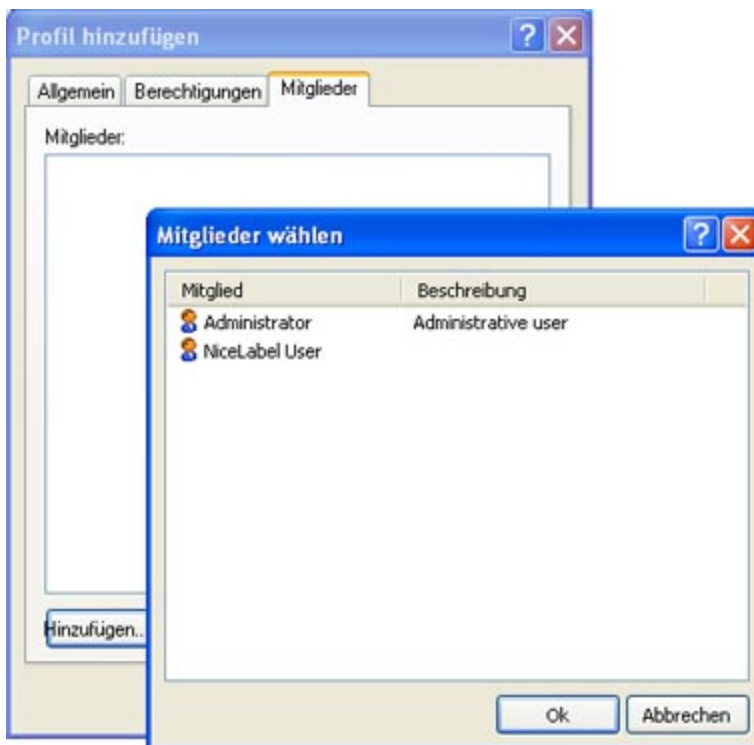 Profil hinzufügen
Allgemein Berechtigungen Mitglieder
Mitglieder:
Mitglieder wählen
Mitglied Beschreibung
Administrator Administrative user
NiceLabel User
Hinzufügen..
Ok Abbrechen